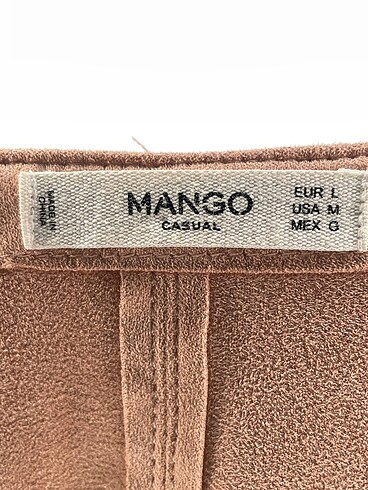 MADE IN
CHINA
MANGO
CASUAL
EUR L
USA M
MEX G